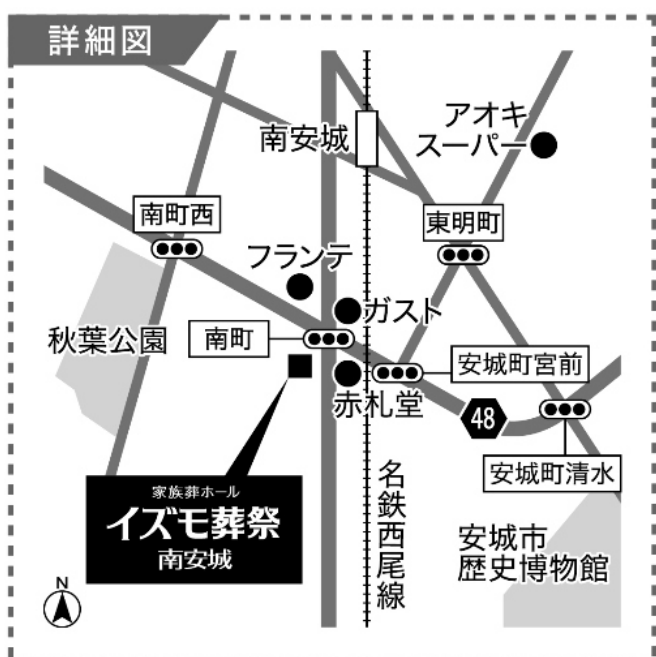 詳細図
南安城
アオキ
スーパー
南町西
東明町
フランテ
ガスト
秋葉公園
南町
安城町宮前
赤札堂
48
安城町清水
家族葬ホール
イズモ葬祭
南安城
名鉄西尾線
安城市
歴史博物館
N